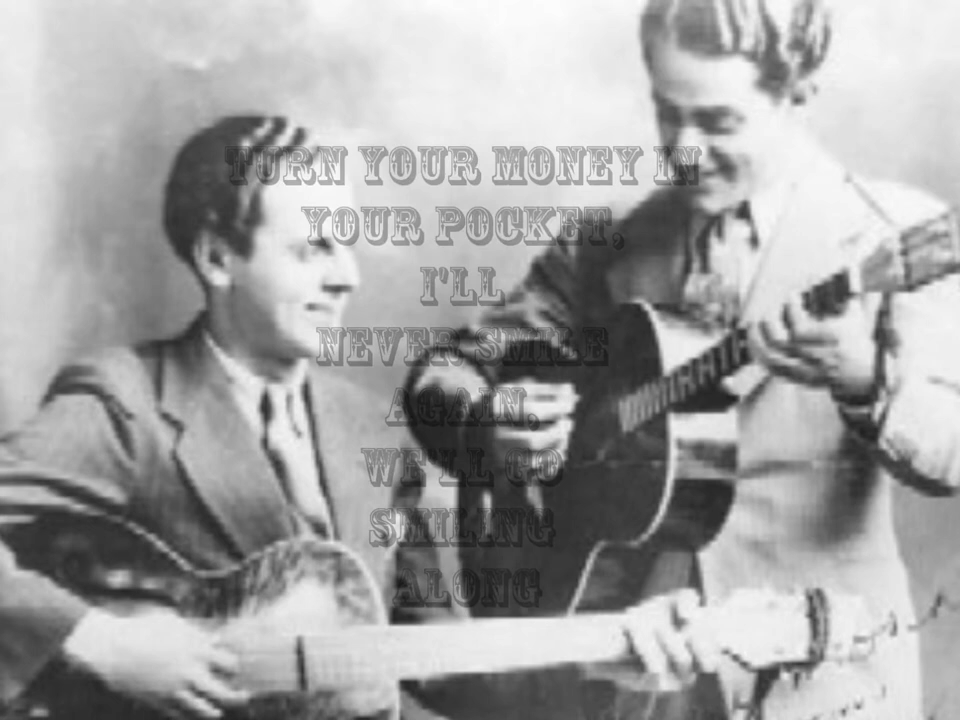 TURN YOUR MONEY IN
YOUR POCKET,
I'LL
NEVER SMILE
AGAIN.
WE'LL GO
SMILING
ALONG